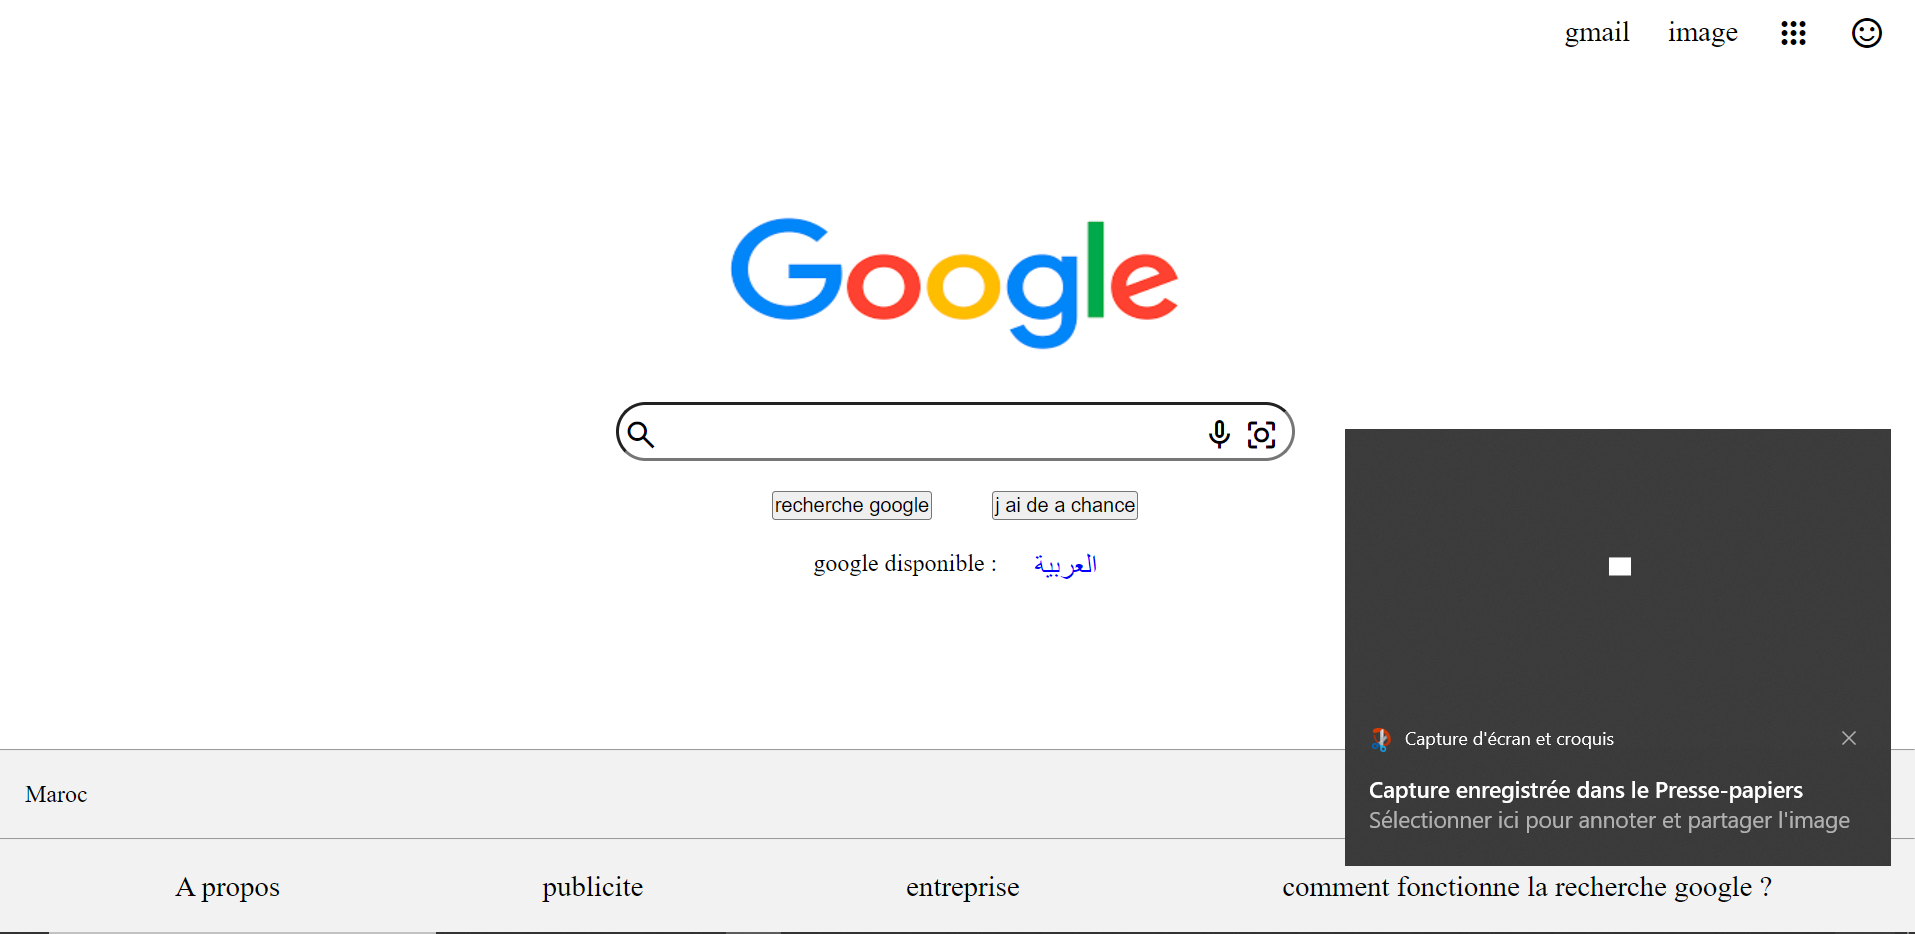 gmail image
Google
recherche google j ai de a chance
google disponible : العربية
Capture d'écran et croquis
Capture enregistrée dans le Presse-papiers
Sélectionner ici pour annoter et partager l'image
Maroc
A propos publicite entreprise comment fonctionne la recherche google ?